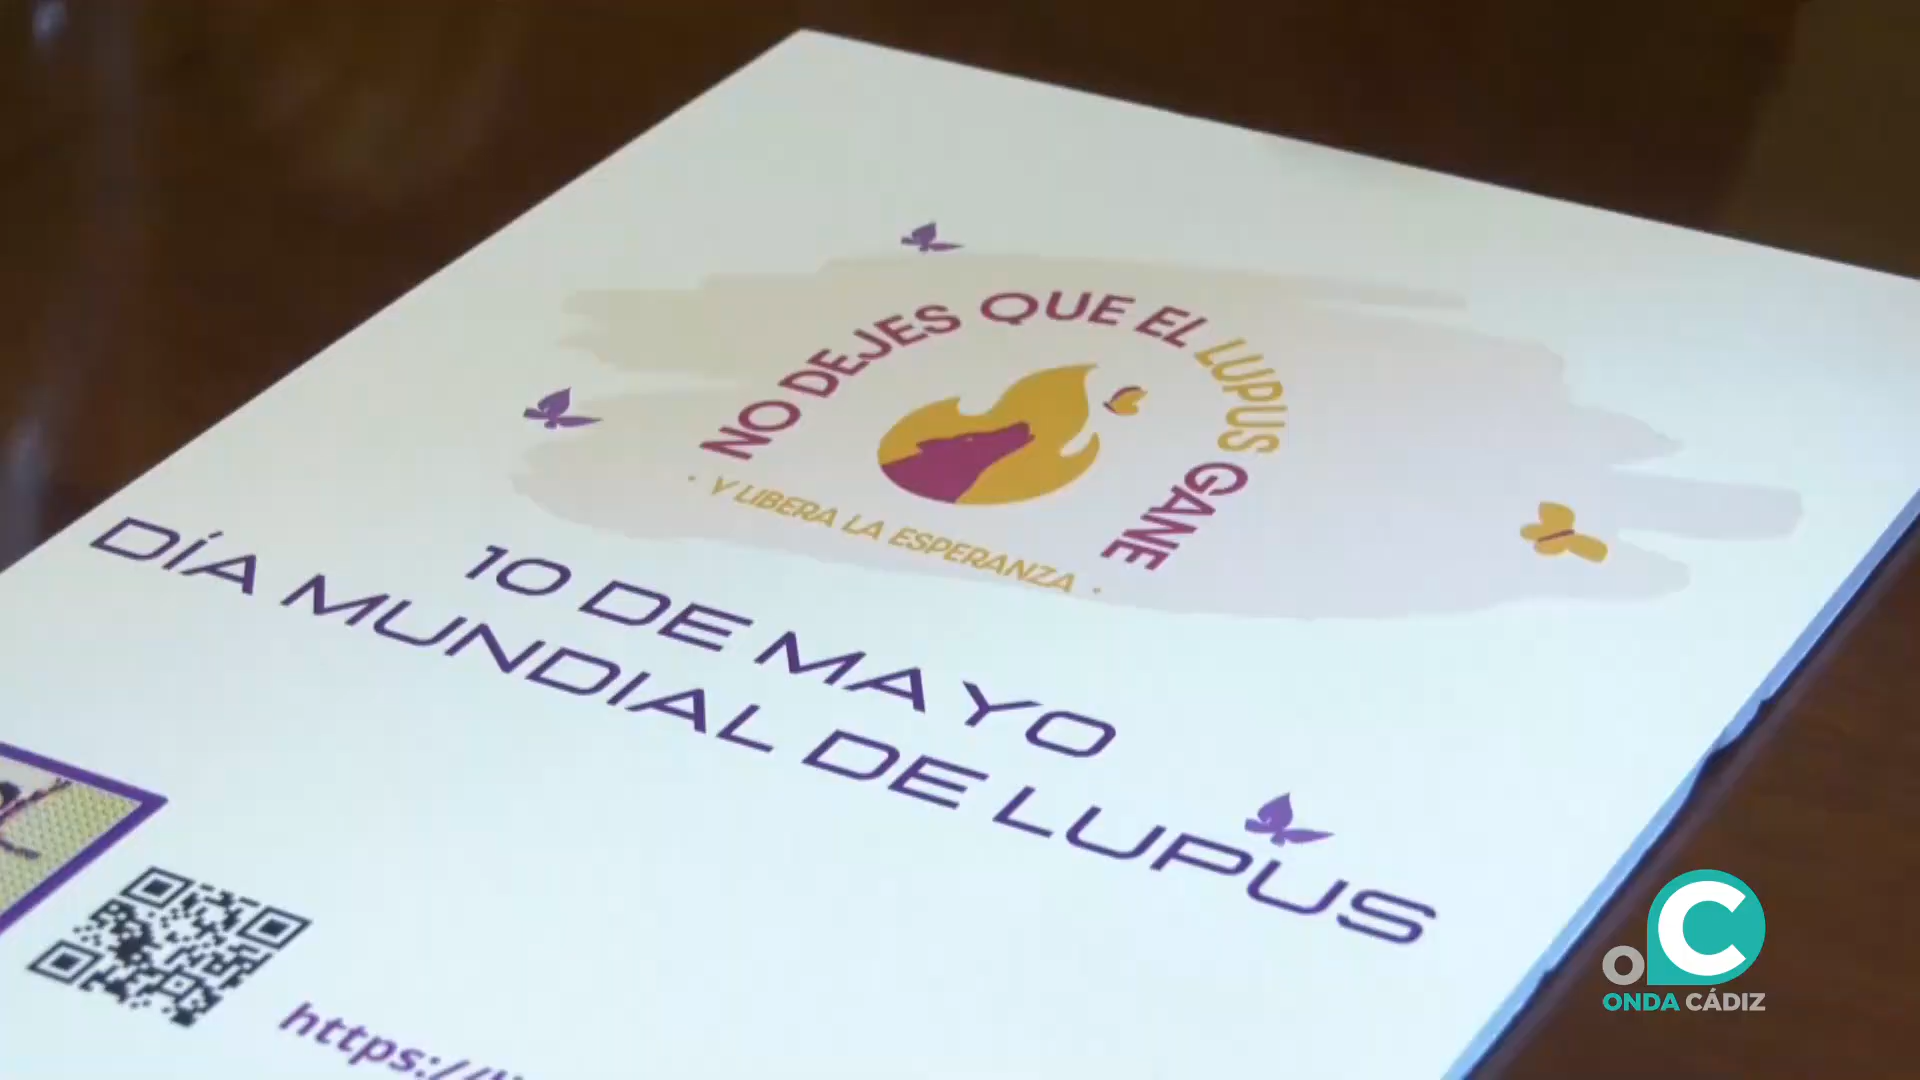 NO DEJES QUE EL LUPUS GANE
· Y LIBERA LA ESPERANZA ·
10 DE MAYO
DÍA MUNDIAL DE LUPUS
https://
OC
ONDA CÁDIZ